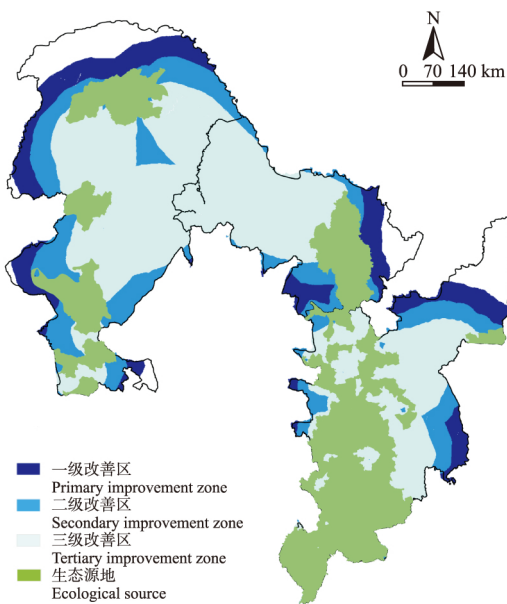 N
0 70 140 km
一级改善区
Primary improvement zone
二级改善区
Secondary improvement zone
三级改善区
Tertiary improvement zone
生态源地
Ecological source